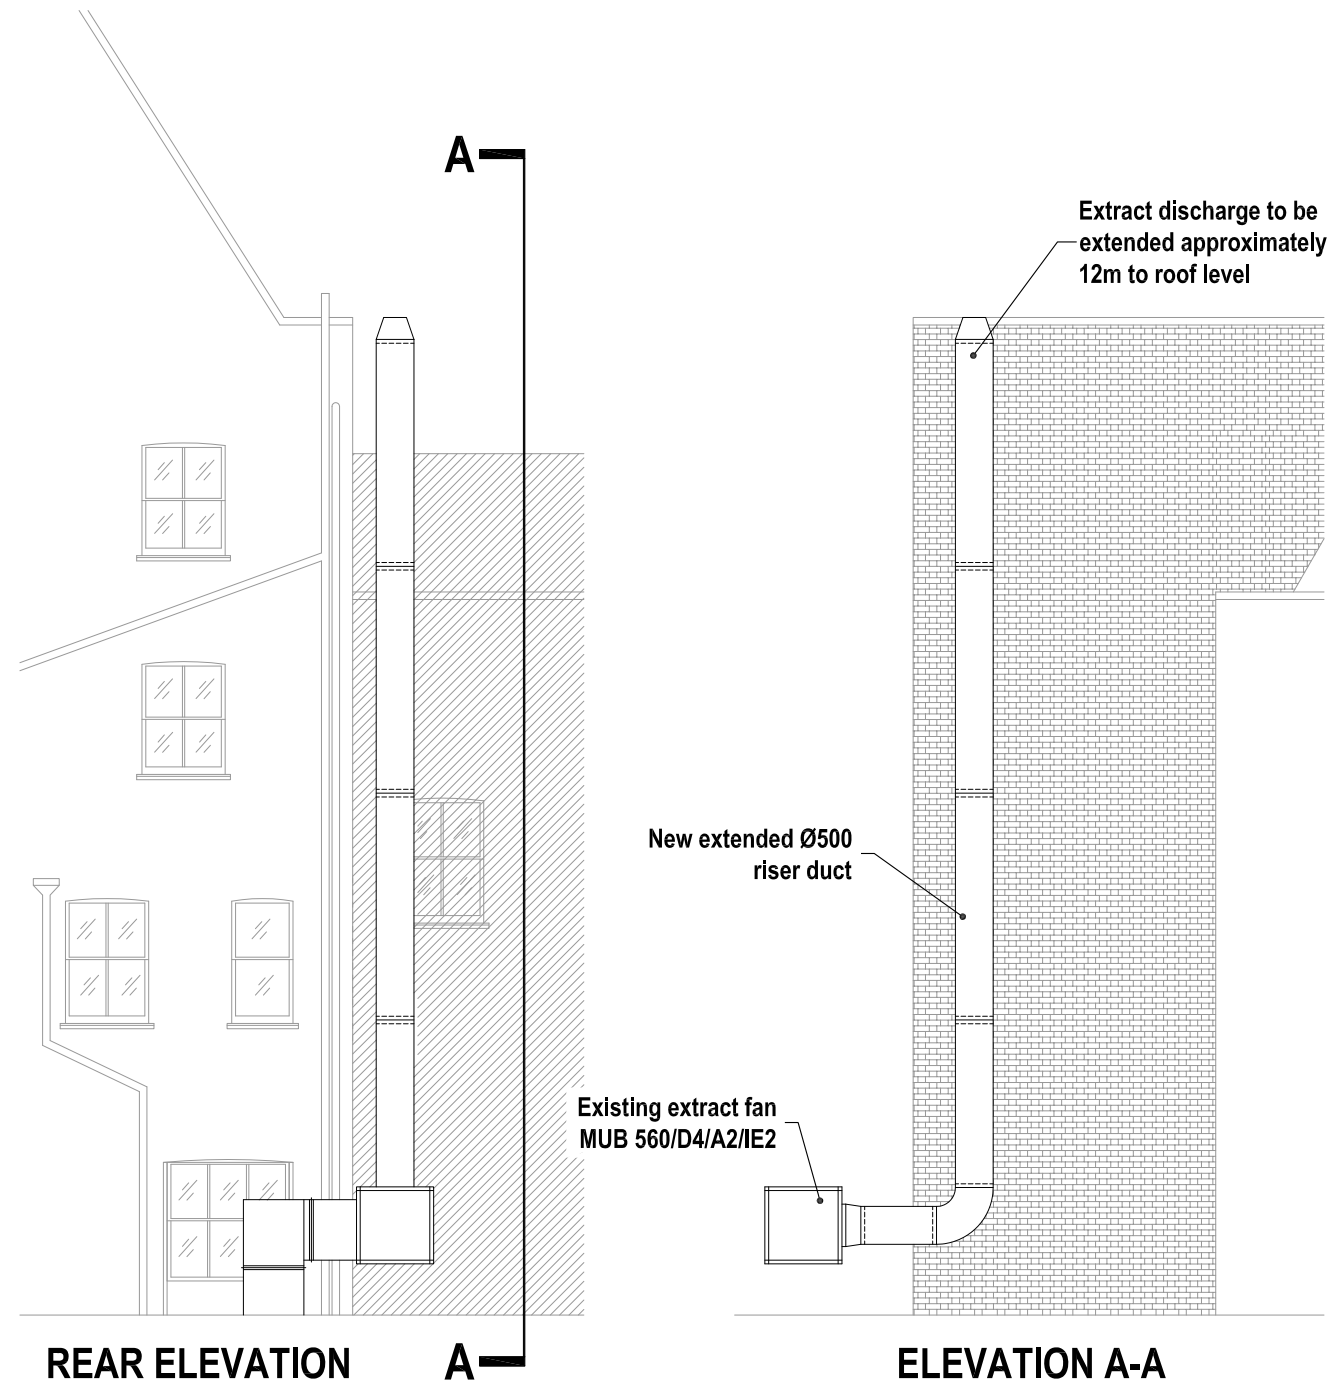 A
Extract discharge to be
extended approximately
12m to roof level
New extended Ø500
riser duct
Existing extract fan
MUB 560/D4/A2/IE2
A
REAR ELEVATION
ELEVATION A-A